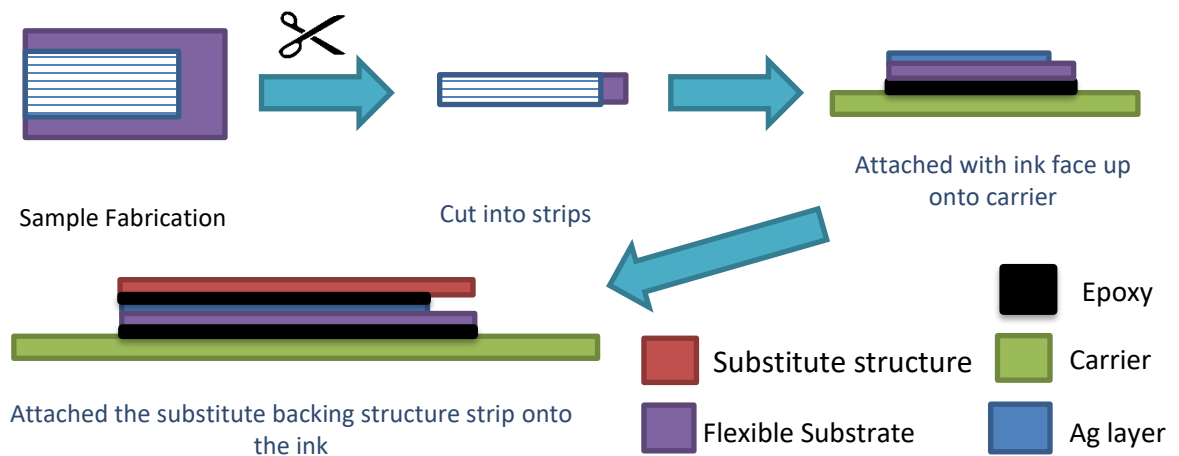 Sample Fabrication
Cut into strips
Attached with ink face up
onto carrier
Attached the substitute backing structure strip onto
the ink
Epoxy
Substitute structure
Carrier
Flexible Substrate
Ag layer